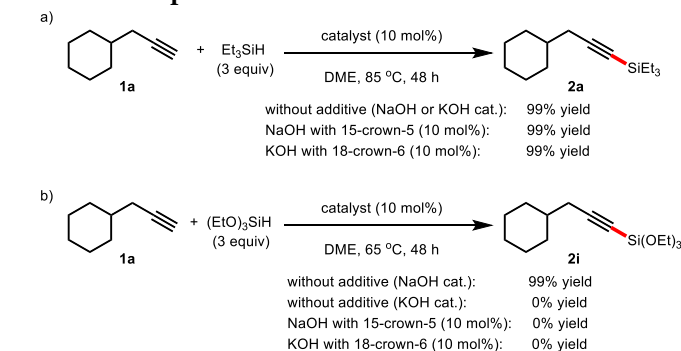 a)
catalyst (10 mol%)
+ Et₃SiH
(3 equiv)
DME, 85 °C, 48 h
SiEt₃
1a
2a
without additive (NaOH or KOH cat.): 99% yield
NaOH with 15-crown-5 (10 mol%): 99% yield
KOH with 18-crown-6 (10 mol%): 99% yield
b)
catalyst (10 mol%)
+ (EtO)₃SiH
(3 equiv)
DME, 65 °C, 48 h
Si(OEt)₃
1a
2i
without additive (NaOH cat.): 99% yield
without additive (KOH cat.): 0% yield
NaOH with 15-crown-5 (10 mol%): 0% yield
KOH with 18-crown-6 (10 mol%): 0% yield